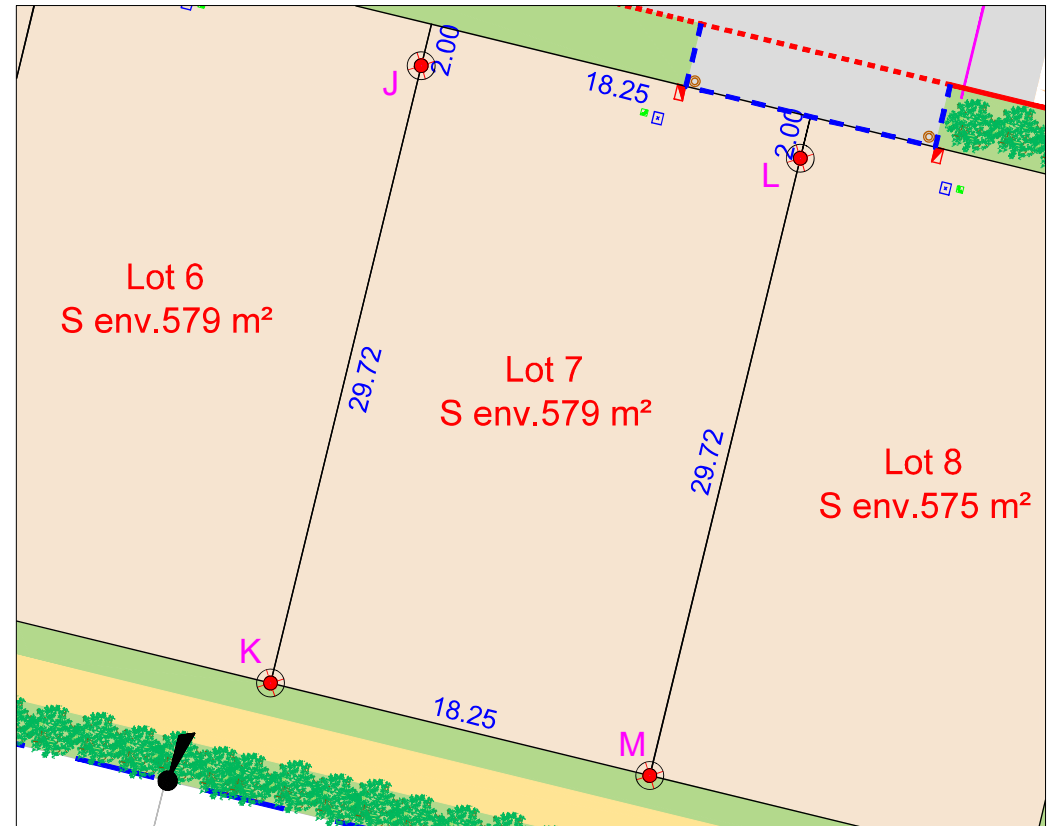 2.00
J
18.25
2.00
L
Lot 6
S env.579 m²
29.72
Lot 7
S env.579 m²
29.72
Lot 8
S env.575 m²
K
18.25
M